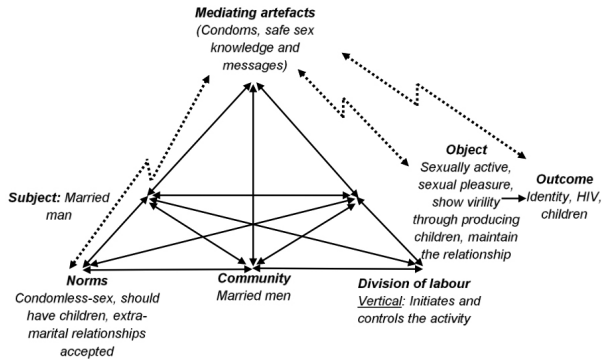 Mediating artefacts
(Condoms, safe sex
knowledge and
messages)
Object
Sexually active,
sexual pleasure,
show virility
through producing
children, maintain
the relationship
Outcome
Identity, HIV,
children
Subject: Married
man
Norms
Condomless-sex, should
have children, extra-
marital relationships
accepted
Community
Married men
Division of labour
Vertical: Initiates and
controls the activity